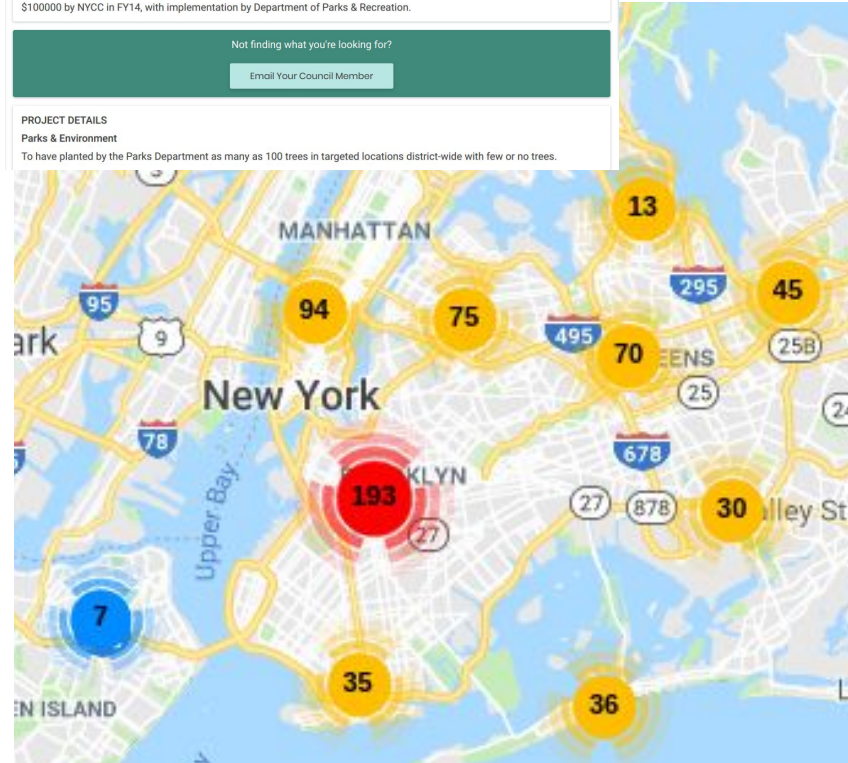 $100000 by NYCC in FY14, with implementation by Department of Parks & Recreation.
Not finding what you're looking for?
Email Your Council Member
PROJECT DETAILS
Parks & Environment
To have planted by the Parks Department as many as 100 trees in targeted locations district-wide with few or no trees.
13
MANHATTAN
295
45
95
94
75
495
ark
9
70
EENS
25B
25
New York
24
78
678
KLYN
193
27
878
30
lley St
27
Upper Bay
7
35
36
L
EN ISLAND